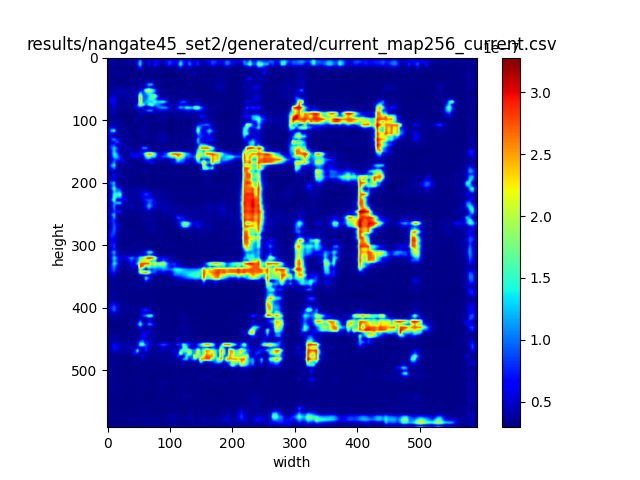 results/nangate45_set2/generated/current_map256_current.csv
1e−7
0
100
200
300
400
500
height
0 100 200 300 400 500
width
3.0
2.5
2.0
1.5
1.0
0.5